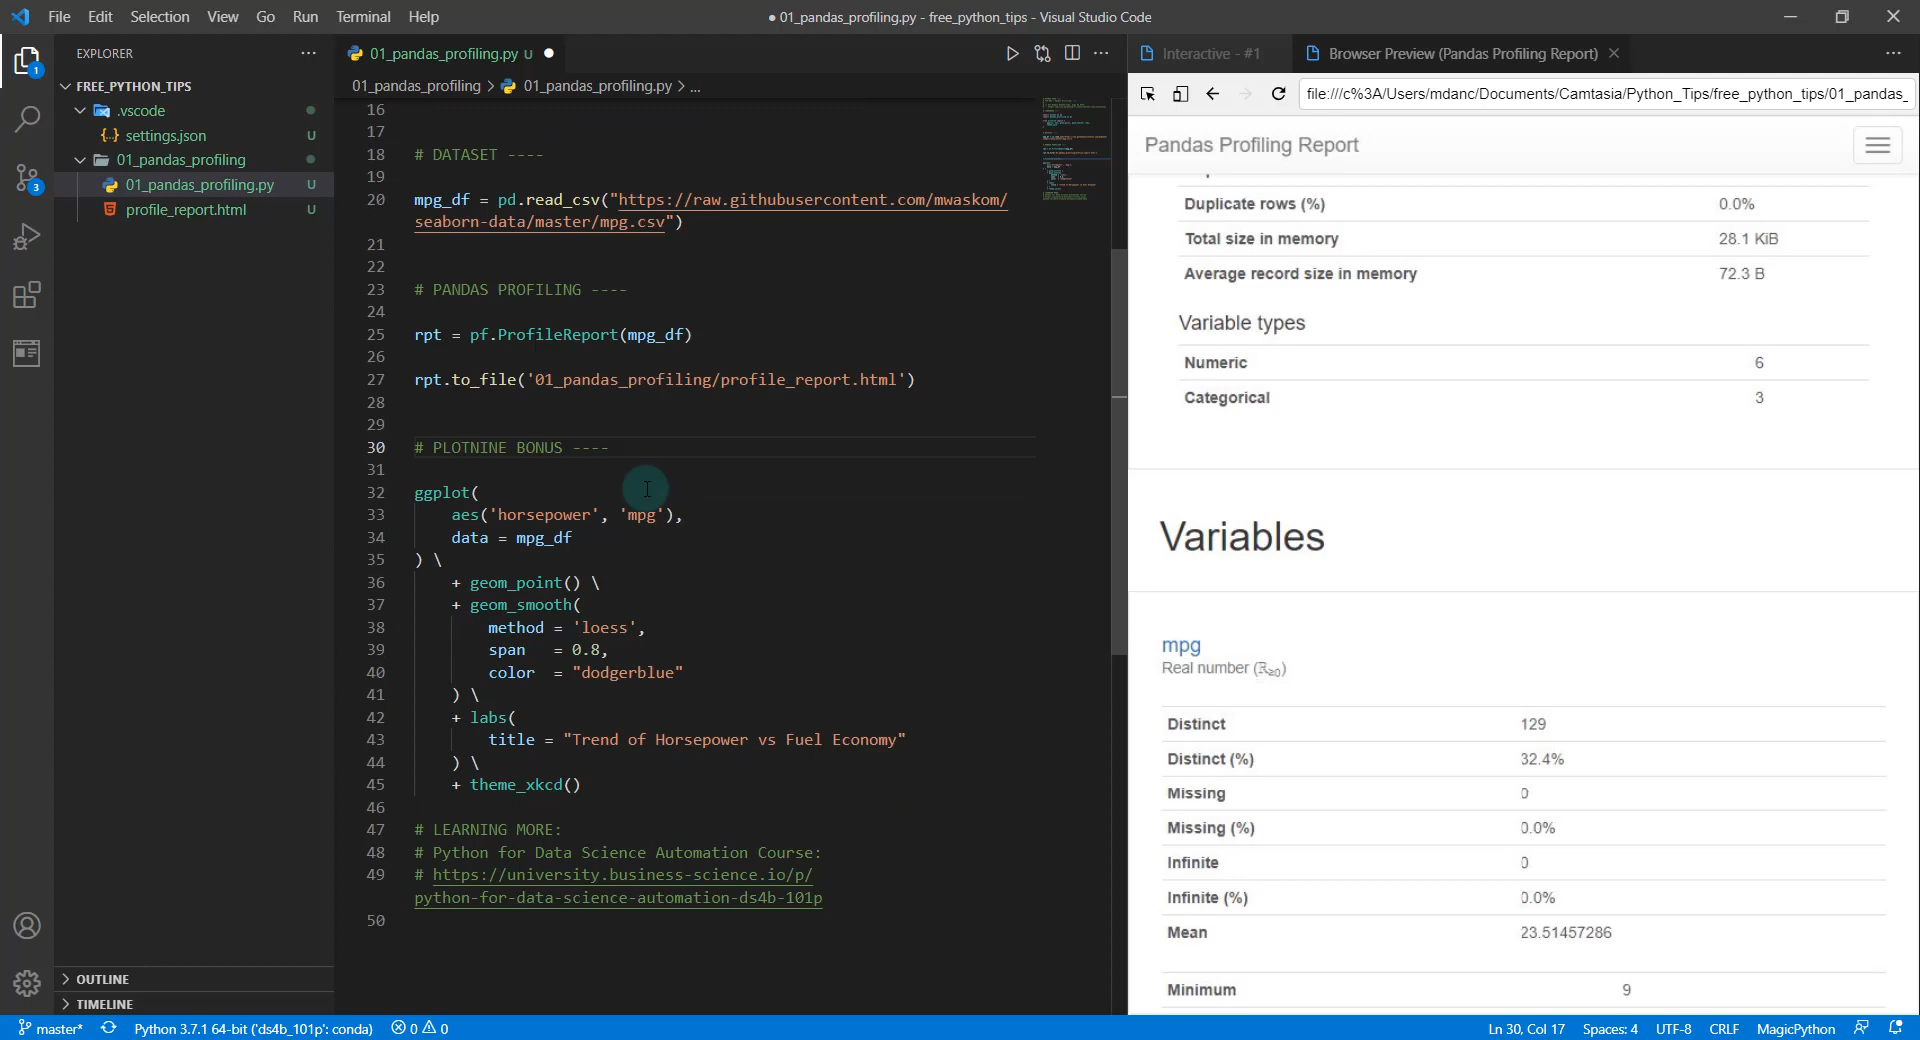 File Edit Selection View Go Run Terminal Help
● 01_pandas_profiling.py - free_python_tips - Visual Studio Code
EXPLORER
FREE_PYTHON_TIPS
.vscode
settings.json U
01_pandas_profiling
01_pandas_profiling.py U
profile_report.html U
OUTLINE
TIMELINE
1
3
01_pandas_profiling.py U
01_pandas_profiling > 01_pandas_profiling.py > ...
16
17
18 # DATASET ----
19
20 mpg_df = pd.read_csv("https://raw.githubusercontent.com/mwaskom/
seaborn-data/master/mpg.csv")
21
22
23 # PANDAS PROFILING ----
24
25 rpt = pf.ProfileReport(mpg_df)
26
27 rpt.to_file('01_pandas_profiling/profile_report.html')
28
29
30 # PLOTNINE BONUS ----
31
32 ggplot(
33 aes('horsepower', 'mpg'),
34 data = mpg_df
35 ) \
36 + geom_point() \
37 + geom_smooth(
38 method = 'loess',
39 span = 0.8,
40 color = "dodgerblue"
41 ) \
42 + labs(
43 title = "Trend of Horsepower vs Fuel Economy"
44 ) \
45 + theme_xkcd()
46
47 # LEARNING MORE:
48 # Python for Data Science Automation Course:
49 # https://university.business-science.io/p/
python-for-data-science-automation-ds4b-101p
50
Interactive - #1
Browser Preview (Pandas Profiling Report)
file:///c%3A/Users/mdanc/Documents/Camtasia/Python_Tips/free_python_tips/01_pandas_
Pandas Profiling Report
Duplicate rows (%) 0.0%
Total size in memory 28.1 KiB
Average record size in memory 72.3 B
Variable types
Numeric 6
Categorical 3
Variables
mpg
Real number (ℝ≥0)
Distinct 129
Distinct (%) 32.4%
Missing 0
Missing (%) 0.0%
Infinite 0
Infinite (%) 0.0%
Mean 23.51457286
Minimum 9
master* Python 3.7.1 64-bit ('ds4b_101p': conda) 0 0
Ln 30, Col 17 Spaces: 4 UTF-8 CRLF MagicPython